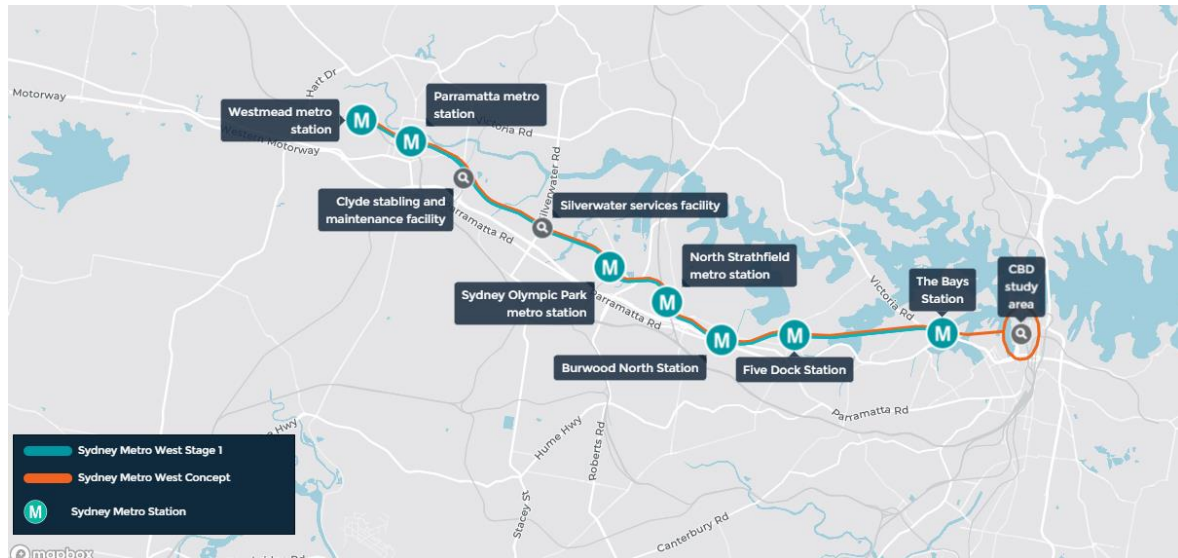 Hart Dr
Motorway
Western Motorway
Victoria Rd
Westmead metro
station
Parramatta metro
station
Clyde stabling and
maintenance facility
Silverwater Rd
Silverwater services facility
Parramatta Rd
North Strathfield
metro station
Sydney Olympic Park
metro station
Parramatta Rd
Victoria Rd
The Bays
Station
CBD
study
area
Burwood North Station
Five Dock Station
Parramatta Rd
Hume Hwy
Roberts Rd
Stacey St
Canterbury Rd
Hwy
Sydney Metro West Stage 1
Sydney Metro West Concept
M Sydney Metro Station
M
M
M
M
M
M
M
mapbox
Rd